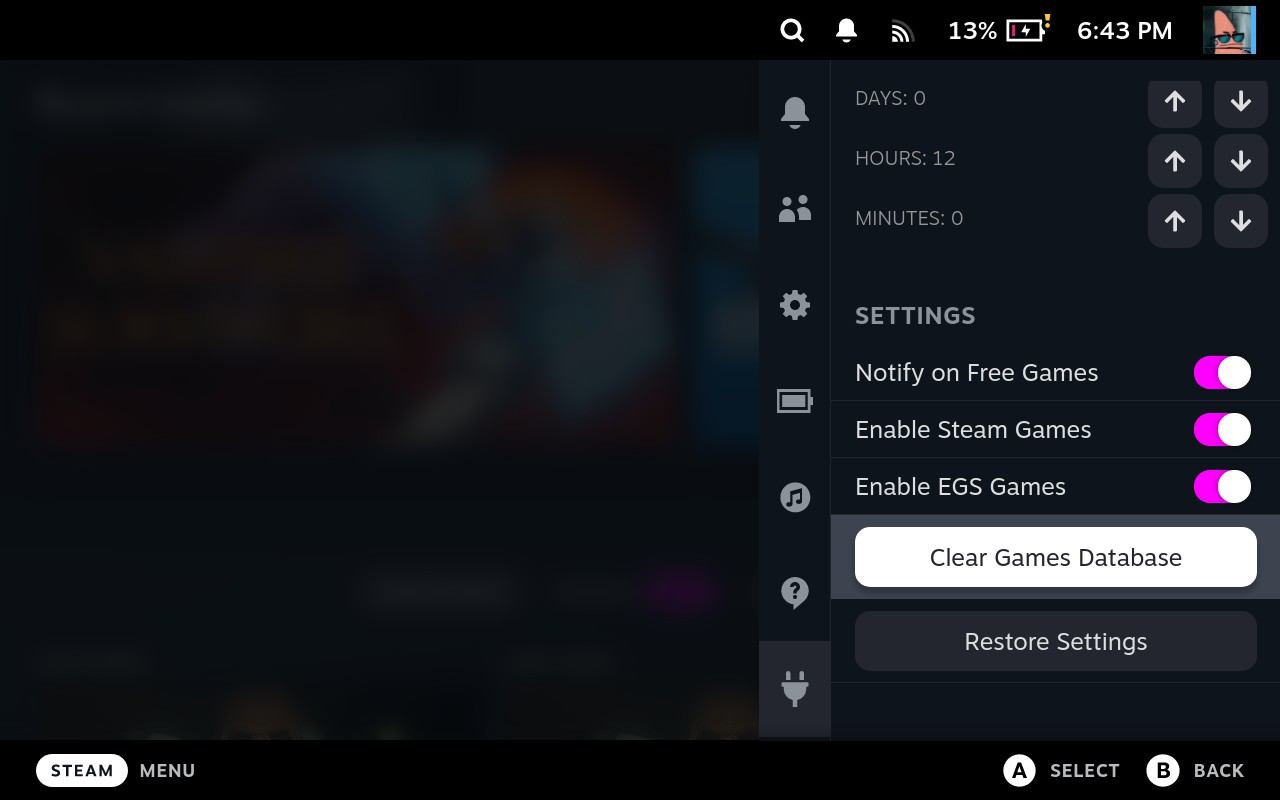 13% 6:43 PM
DAYS: 0
HOURS: 12
MINUTES: 0
SETTINGS
Notify on Free Games
Enable Steam Games
Enable EGS Games
Clear Games Database
Restore Settings
STEAM MENU A SELECT B BACK